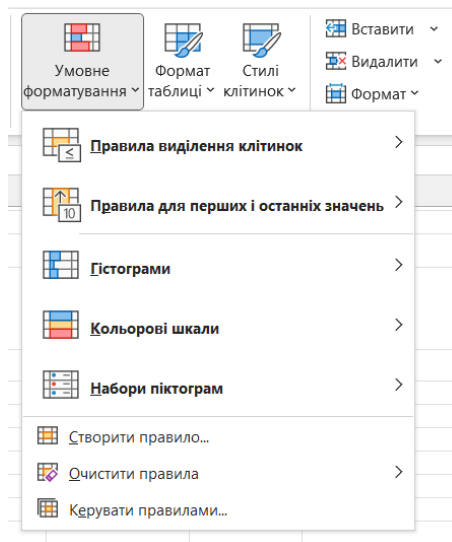 Умовне
форматування
Формат
таблиці
Стилі
клітинок
Вставити
Видалити
Формат
≤
Правила виділення клітинок
10
Правила для перших і останніх значень
Гістограми
Кольорові шкали
Набори піктограм
Створити правило...
Очистити правила
Керувати правилами...